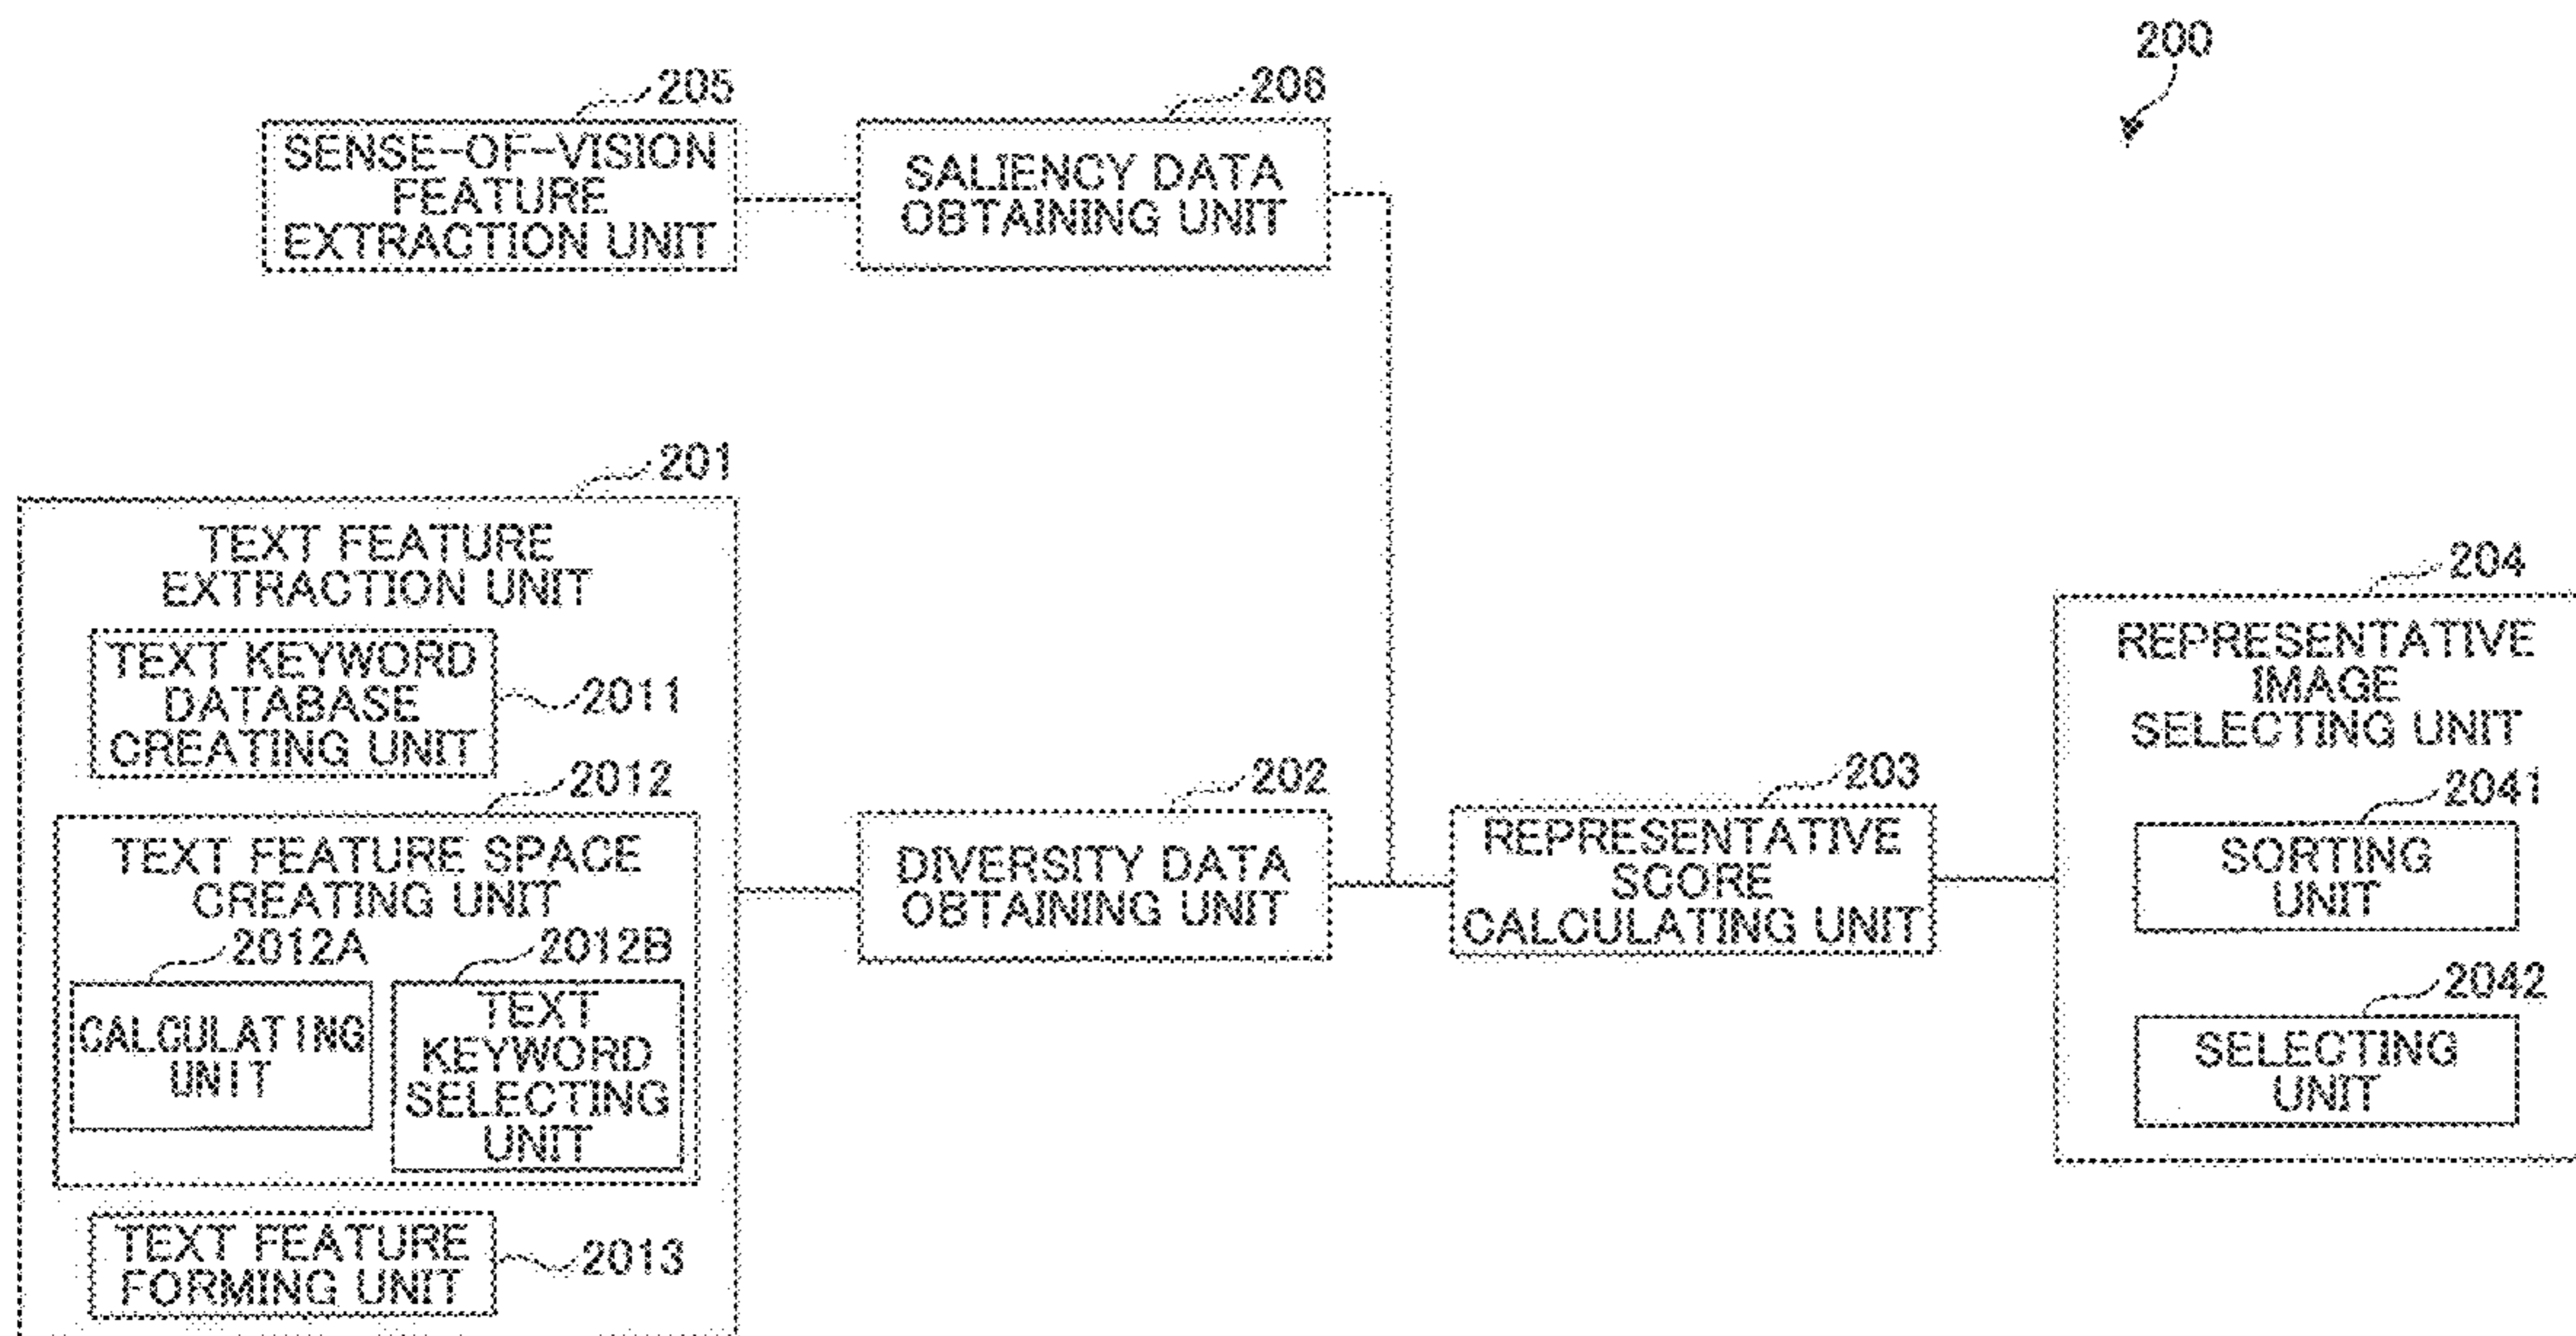 200
205
SENSE-OF-VISION
FEATURE
EXTRACTION UNIT
206
SALIENCY DATA
OBTAINING UNIT
201
TEXT FEATURE
EXTRACTION UNIT
TEXT KEYWORD
DATABASE
CREATING UNIT
2011
2012
TEXT FEATURE SPACE
CREATING UNIT
2012A
CALCULATING
UNIT
2012B
TEXT
KEYWORD
SELECTING
UNIT
TEXT FEATURE
FORMING UNIT
2013
202
DIVERSITY DATA
OBTAINING UNIT
203
REPRESENTATIVE
SCORE
CALCULATING UNIT
204
REPRESENTATIVE
IMAGE
SELECTING UNIT
2041
SORTING
UNIT
2042
SELECTING
UNIT